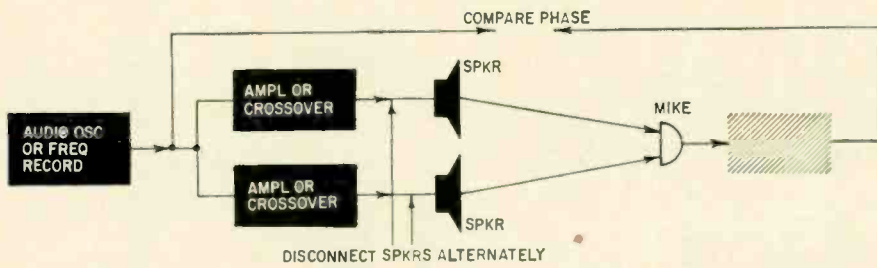 COMPARE PHASE
SPKR
AMPL OR
CROSSOVER
MIKE
AUDIO OSC
OR FREQ
RECORD
AMPL OR
CROSSOVER
SPKR
DISCONNECT SPKRS ALTERNATELY